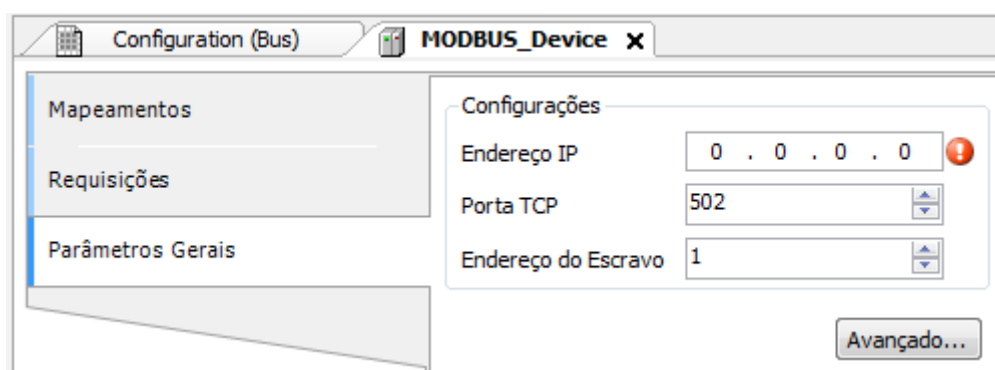 Configuration (Bus) MODBUS_Device X
Mapeamentos
Requisições
Parâmetros Gerais
Configurações
Endereço IP 0 . 0 . 0 . 0
Porta TCP 502
Endereço do Escravo 1
Avançado...